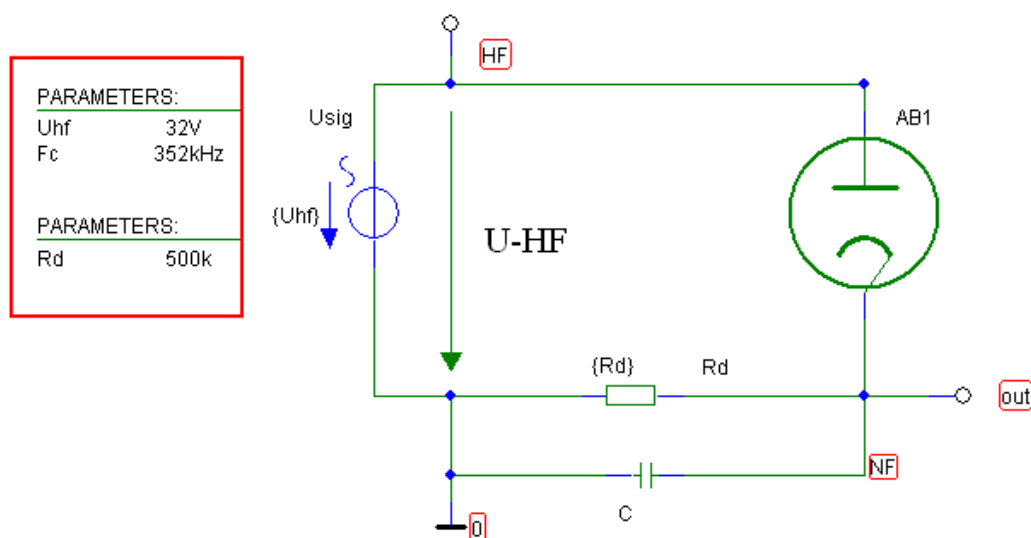 HF
PARAMETERS:
Uhf 32V
Fc 352kHz
PARAMETERS:
Rd 500k
Usig
{Uhf}
U-HF
AB1
{Rd} Rd
out
NF
C
0